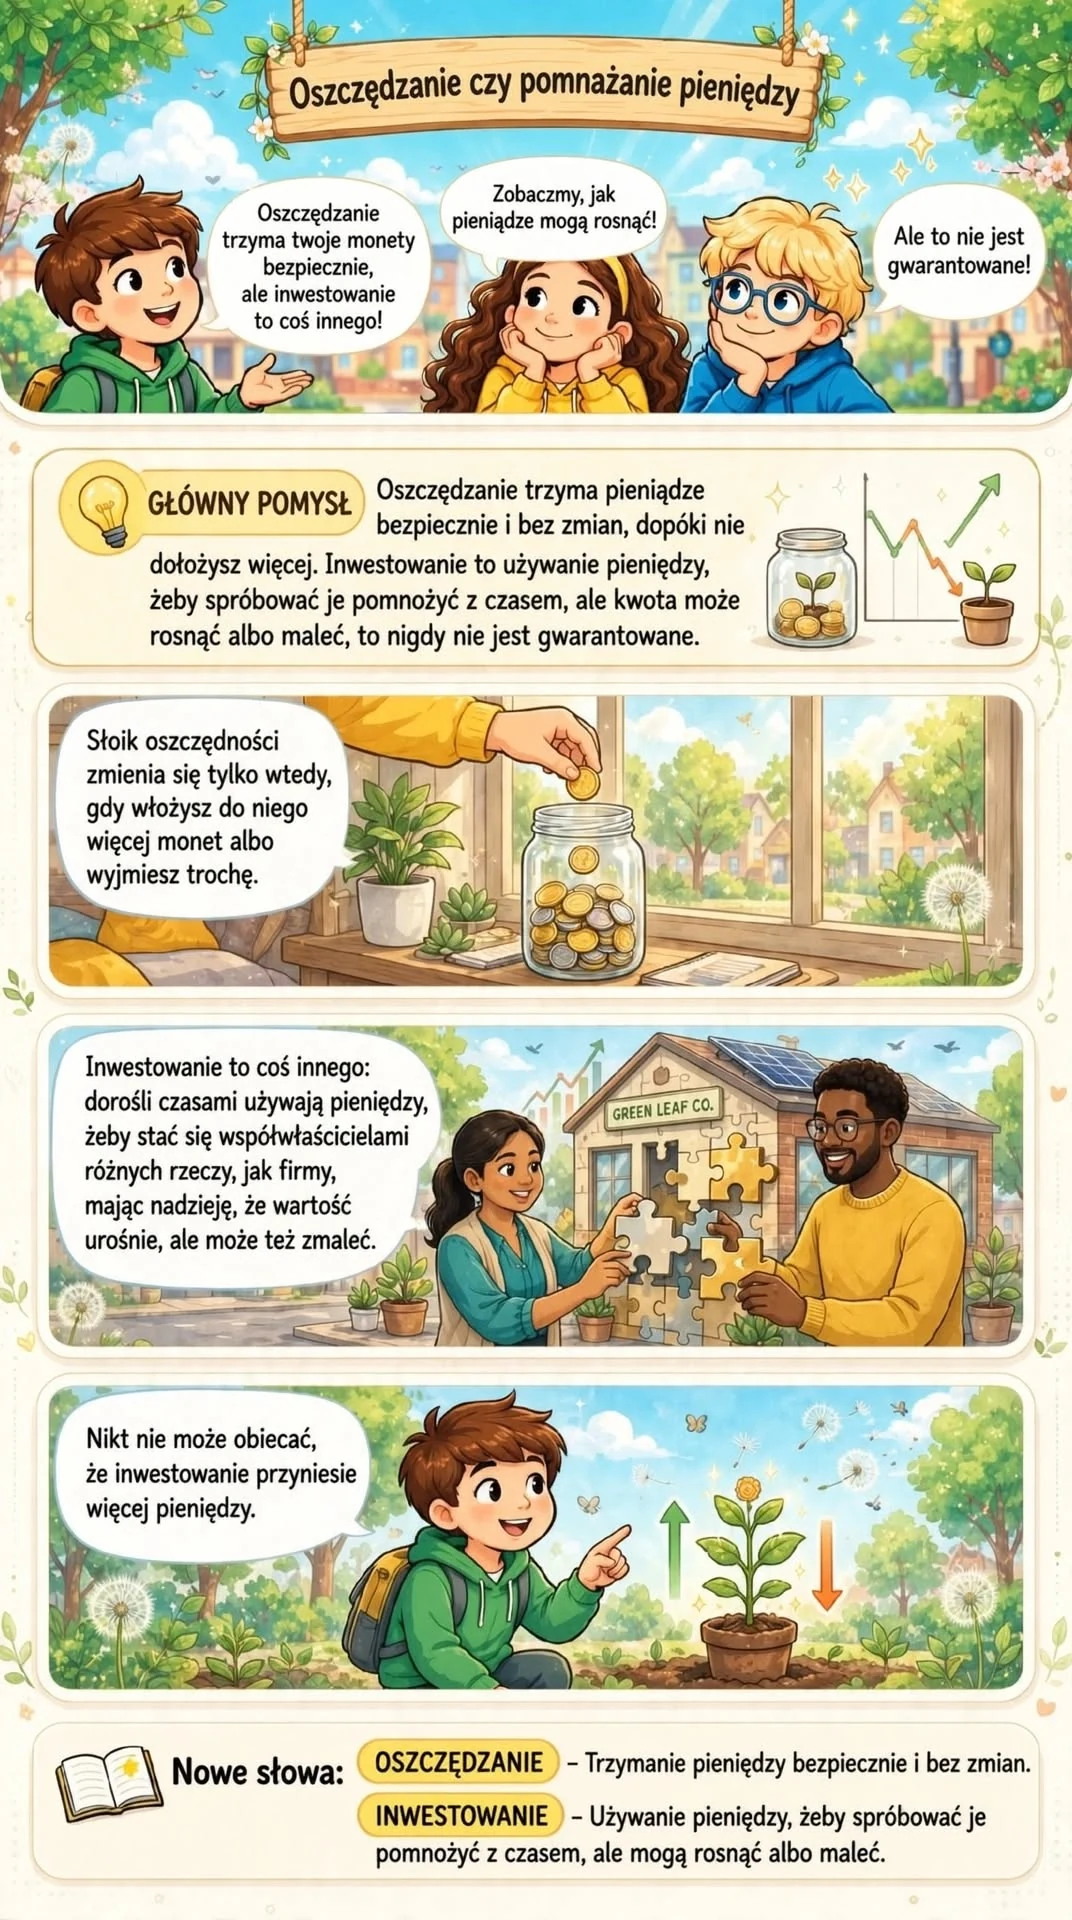 Oszczędzanie czy pomnażanie pieniędzy
Oszczędzanie
trzyma twoje monety
bezpiecznie,
ale inwestowanie
to coś innego!
Zobaczmy, jak
pieniądze mogą rosnąć!
Ale to nie jest
gwarantowane!
GŁÓWNY POMYSŁ
Oszczędzanie trzyma pieniądze
bezpiecznie i bez zmian, dopóki nie
dołożysz więcej. Inwestowanie to używanie pieniędzy,
żeby spróbować je pomnożyć z czasem, ale kwota może
rosnąć albo maleć, to nigdy nie jest gwarantowane.
Słoik oszczędności
zmienia się tylko wtedy,
gdy włożysz do niego
więcej monet albo
wyjmiesz trochę.
Inwestowanie to coś innego:
dorośli czasami używają pieniędzy,
żeby stać się współwłaścicielami
różnych rzeczy, jak firmy,
mając nadzieję, że wartość
urośnie, ale może też zmaleć.
GREEN LEAF CO.
Nikt nie może obiecać,
że inwestowanie przyniesie
więcej pieniędzy.
Nowe słowa:
OSZCZĘDZANIE – Trzymanie pieniędzy bezpiecznie i bez zmian.
INWESTOWANIE – Używanie pieniędzy, żeby spróbować je
pomnożyć z czasem, ale mogą rosnąć albo maleć.